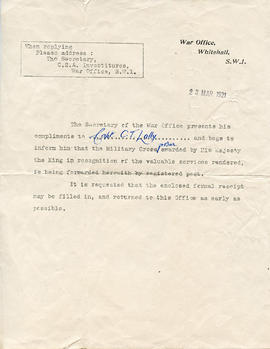 When replying
Please address :
The Secretary,
C.2.A. Investitures,
War Office, S.W.1.
War Office,
Whitehall,
S.W.1.
23 MAR 1921
The Secretary of the War Office presents his
compliments to C.T. Lally ........ and begs to
inform him that the Military Cross & Bar awarded by His Majesty
the King in recognition of the valuable services rendered,
is being forwarded herewith by registered post.
It is requested that the enclosed formal receipt
may be filled in, and returned to this Office as early as
possible.